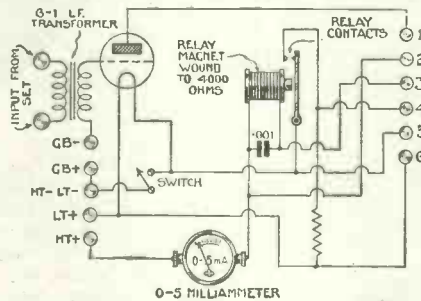 6-1 L.F.
TRANSFORMER
INPUT FROM
SET
GB-
GB+
HT- LT-
LT+
HT+
SWITCH
RELAY
MAGNET
WOUND
TO 4000
OHMS
RELAY
CONTACTS
·001
0-5 mA
0-5 MILLIAMMETER
1
2
3
4
5
6